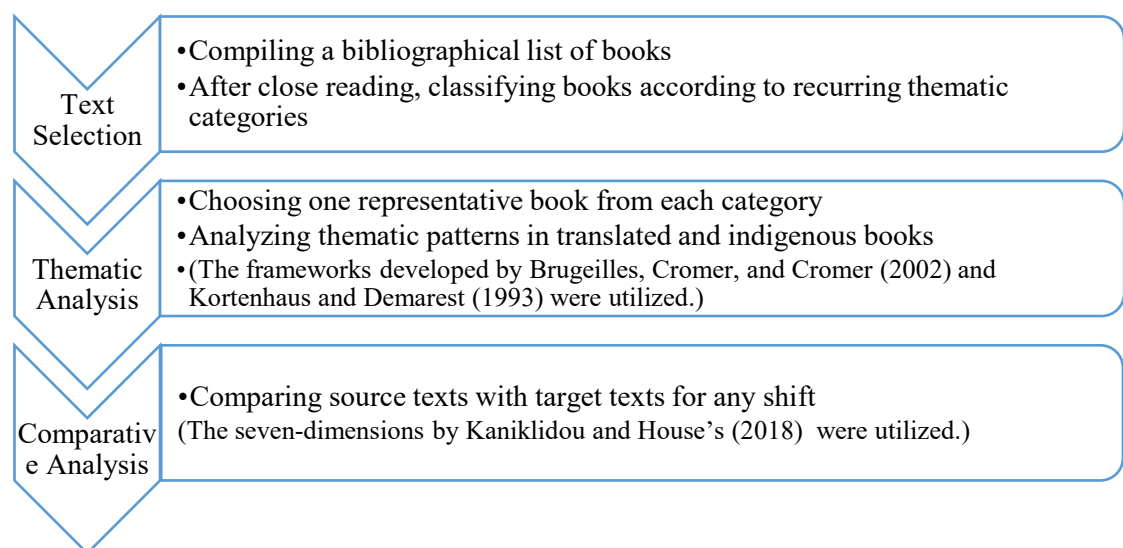 Text
Selection
•Compiling a bibliographical list of books
•After close reading, classifying books according to recurring thematic
categories
Thematic
Analysis
•Choosing one representative book from each category
•Analyzing thematic patterns in translated and indigenous books
•(The frameworks developed by Brugeilles, Cromer, and Cromer (2002) and
Kortenhaus and Demarest (1993) were utilized.)
Comparativ
e Analysis
•Comparing source texts with target texts for any shift
(The seven-dimensions by Kaniklidou and House’s (2018) were utilized.)